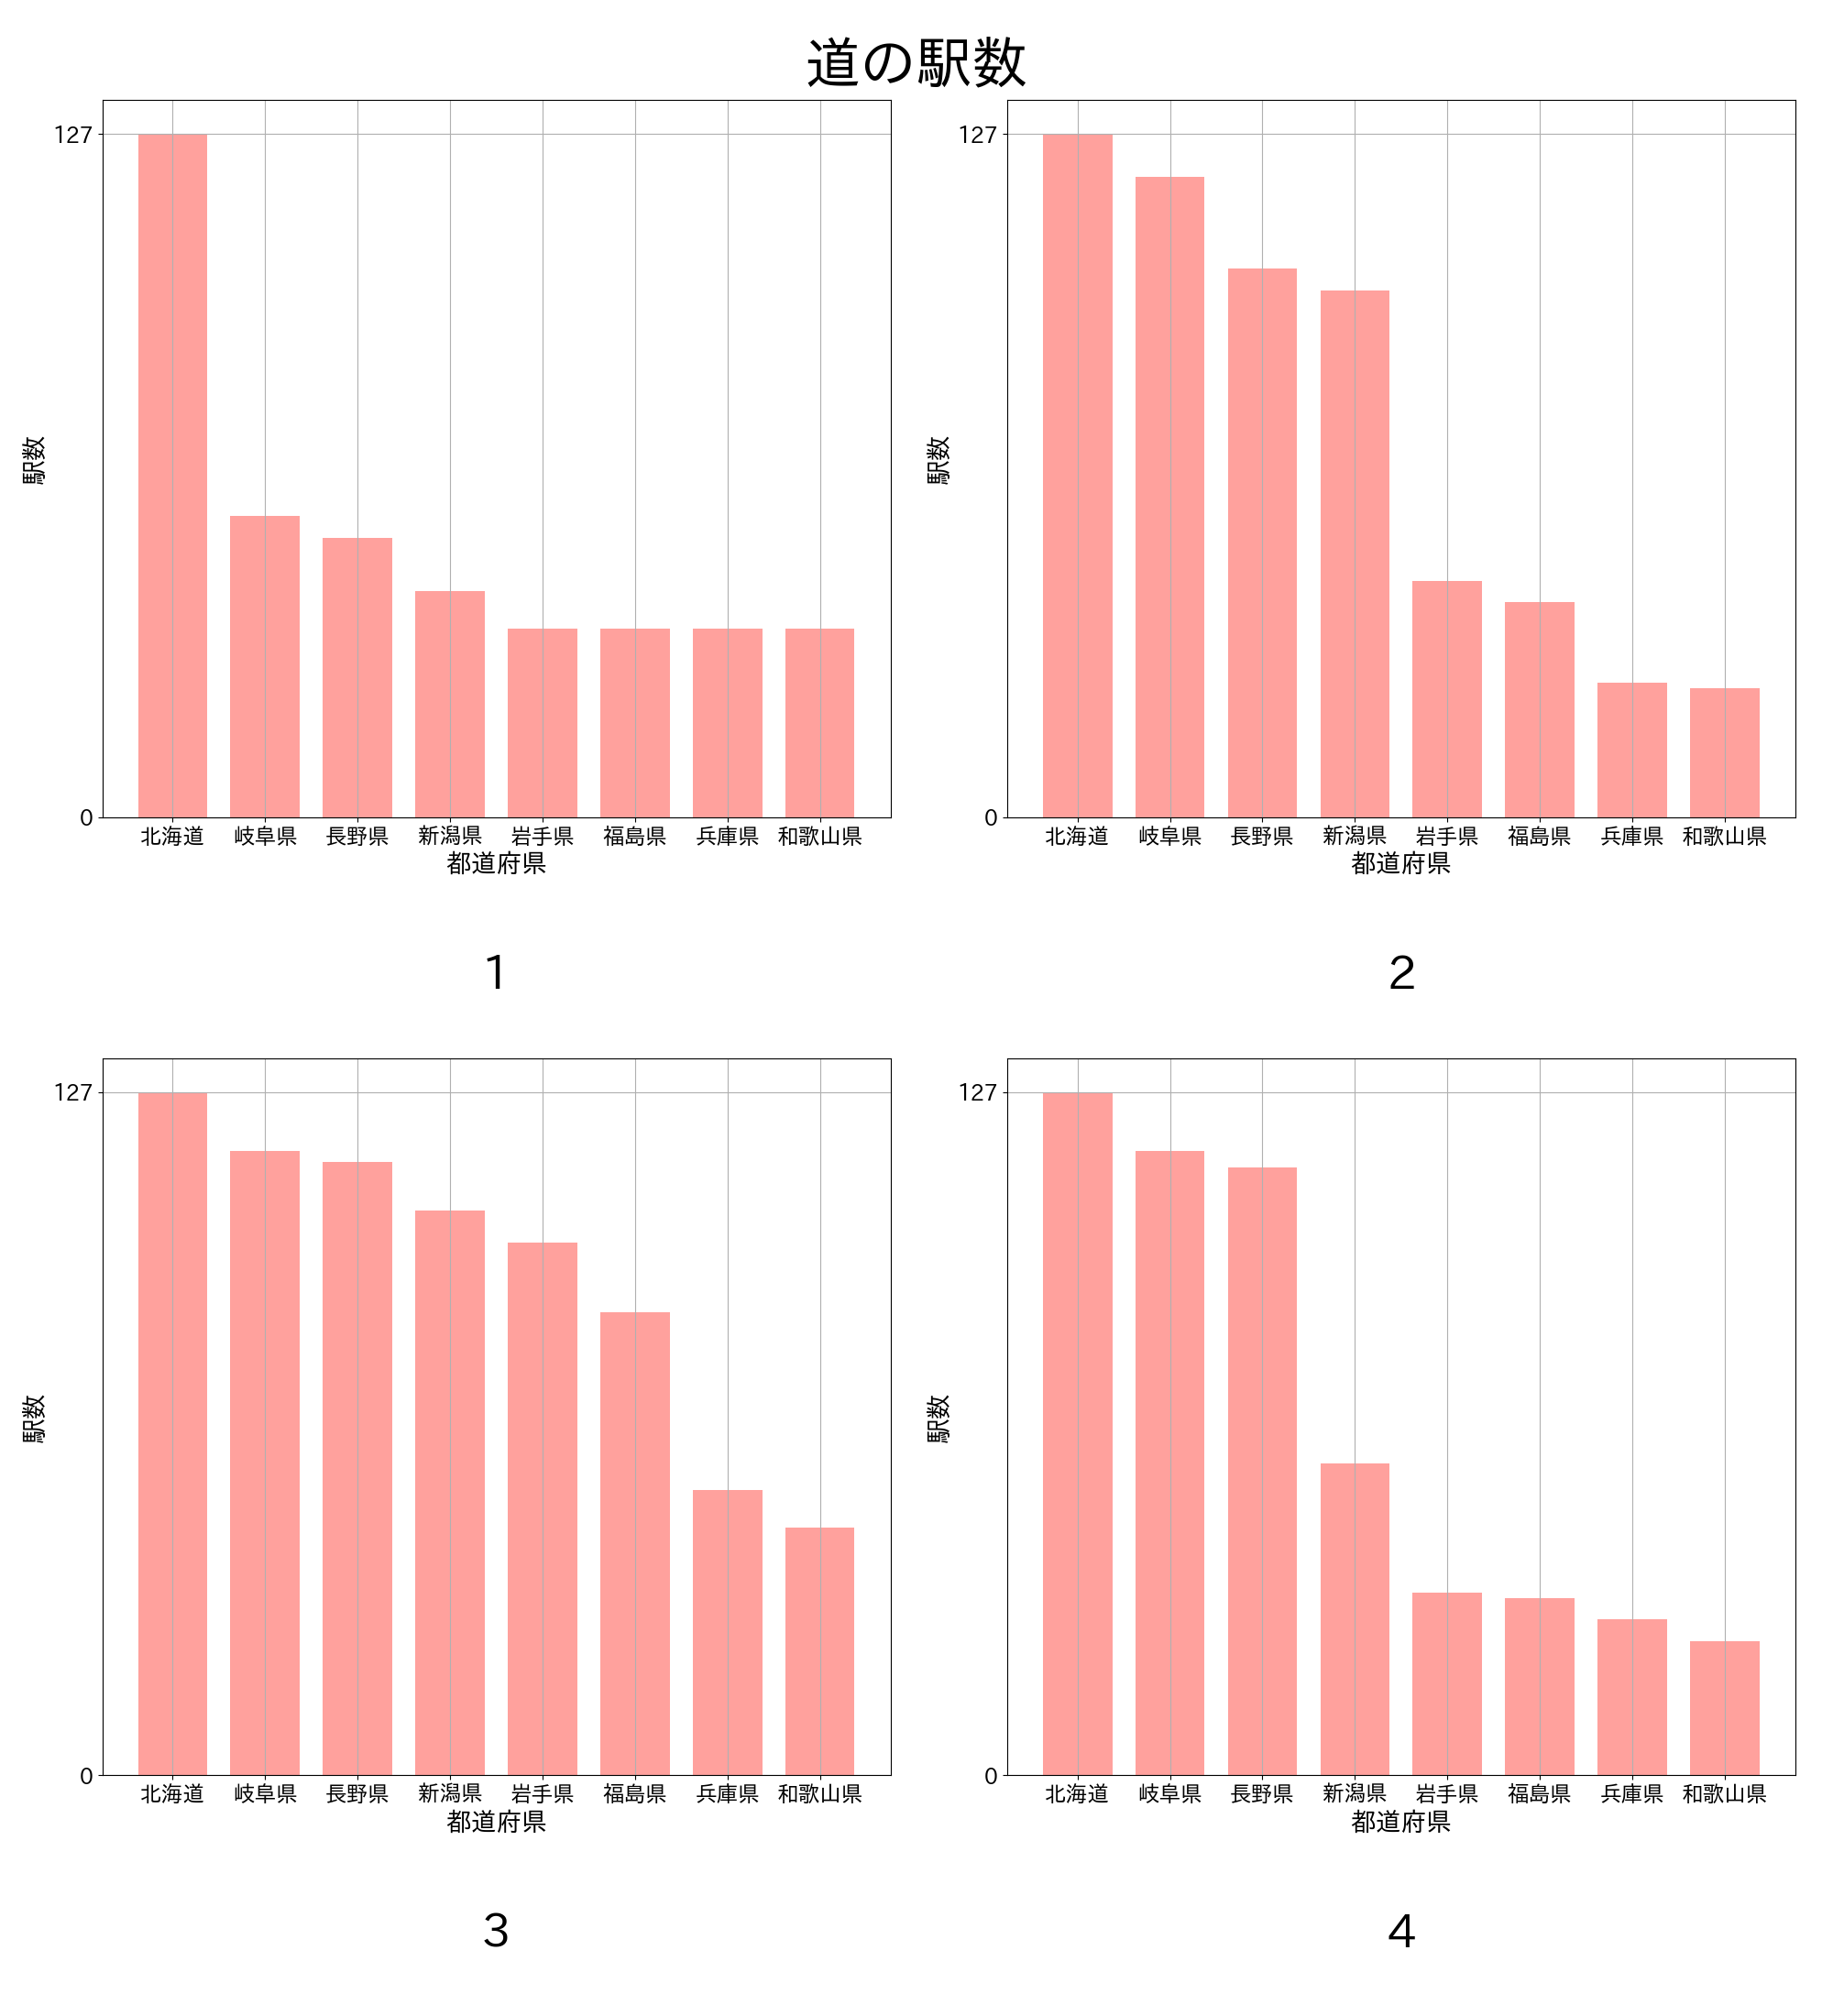 道の駅数
127
駅数
0
北海道 岐阜県 長野県 新潟県 岩手県 福島県 兵庫県 和歌山県
都道府県
1
127
駅数
0
北海道 岐阜県 長野県 新潟県 岩手県 福島県 兵庫県 和歌山県
都道府県
2
127
駅数
0
北海道 岐阜県 長野県 新潟県 岩手県 福島県 兵庫県 和歌山県
都道府県
3
127
駅数
0
北海道 岐阜県 長野県 新潟県 岩手県 福島県 兵庫県 和歌山県
都道府県
4